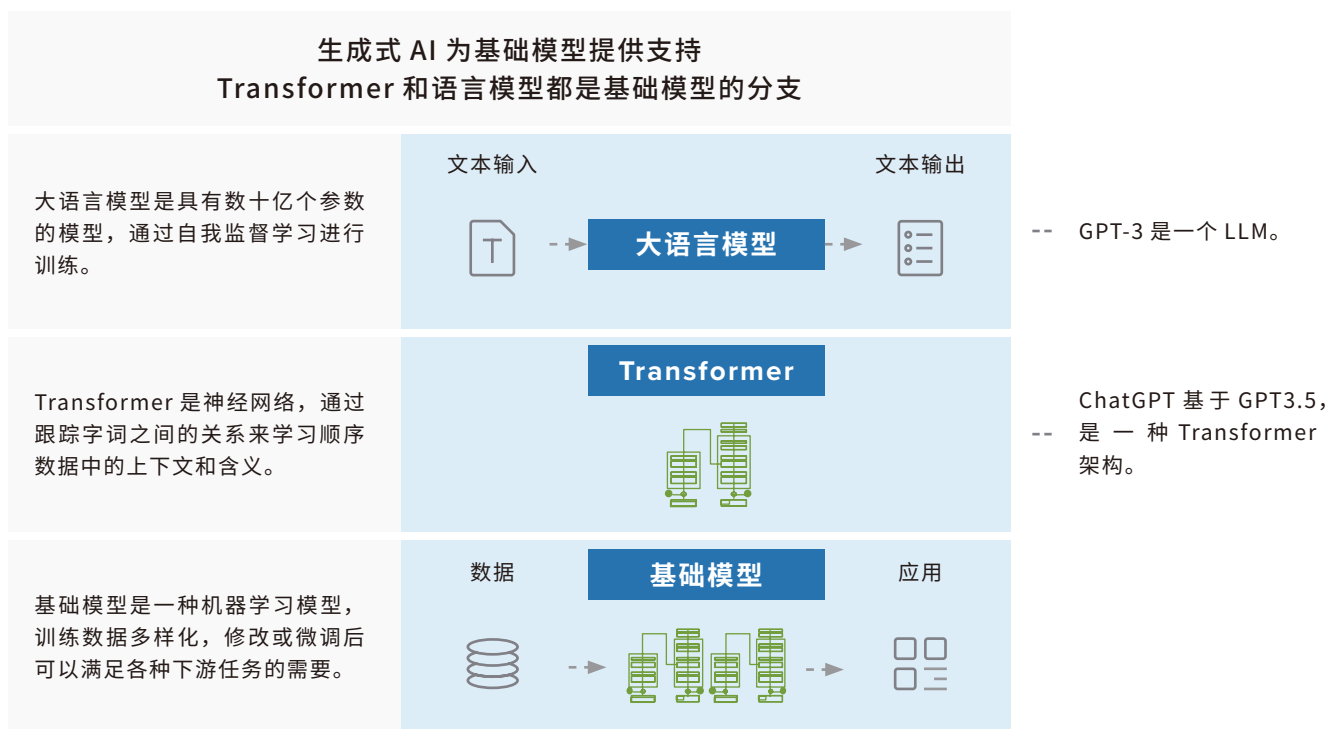 生成式 AI 为基础模型提供支持
Transformer 和语言模型都是基础模型的分支
大语言模型是具有数十亿个参数
的模型，通过自我监督学习进行
训练。
文本输入
T
大语言模型
文本输出
-- GPT-3 是一个 LLM。
Transformer 是神经网络，通过
跟踪字词之间的关系来学习顺序
数据中的上下文和含义。
Transformer
ChatGPT 基于 GPT3.5，
-- 是一种 Transformer
架构。
基础模型是一种机器学习模型，
训练数据多样化，修改或微调后
可以满足各种下游任务的需要。
数据
基础模型
应用